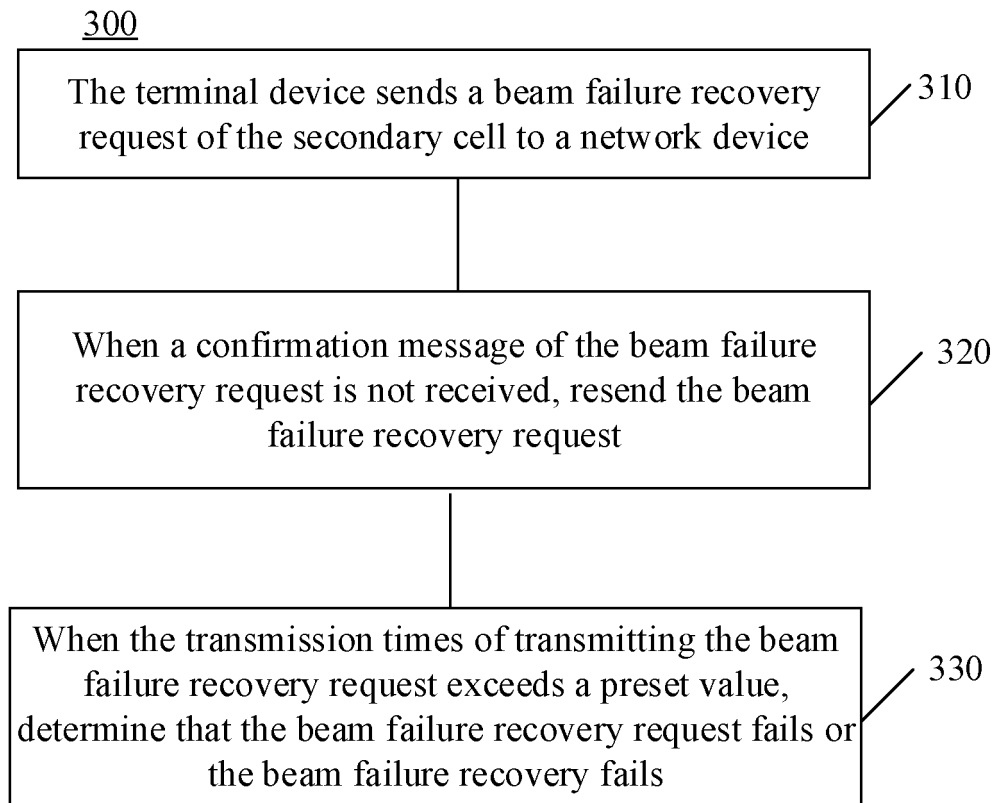 300
The terminal device sends a beam failure recovery
request of the secondary cell to a network device
310
When a confirmation message of the beam failure
recovery request is not received, resend the beam
failure recovery request
320
When the transmission times of transmitting the beam
failure recovery request exceeds a preset value,
determine that the beam failure recovery request fails or
the beam failure recovery fails
330